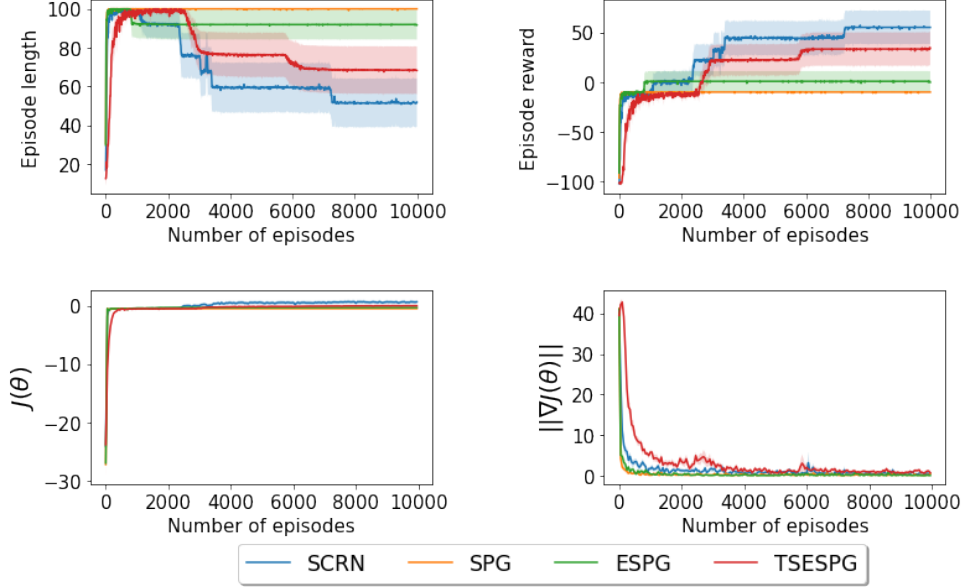 Episode length
100
80
60
40
20
0 2000 4000 6000 8000 10000
Number of episodes
Episode reward
50
0
−50
−100
0 2000 4000 6000 8000 10000
Number of episodes
J(θ)
0
−10
−20
−30
0 2000 4000 6000 8000 10000
Number of episodes
||∇J(θ)||
40
30
20
10
0
0 2000 4000 6000 8000 10000
Number of episodes
SCRN SPG ESPG TSESPG